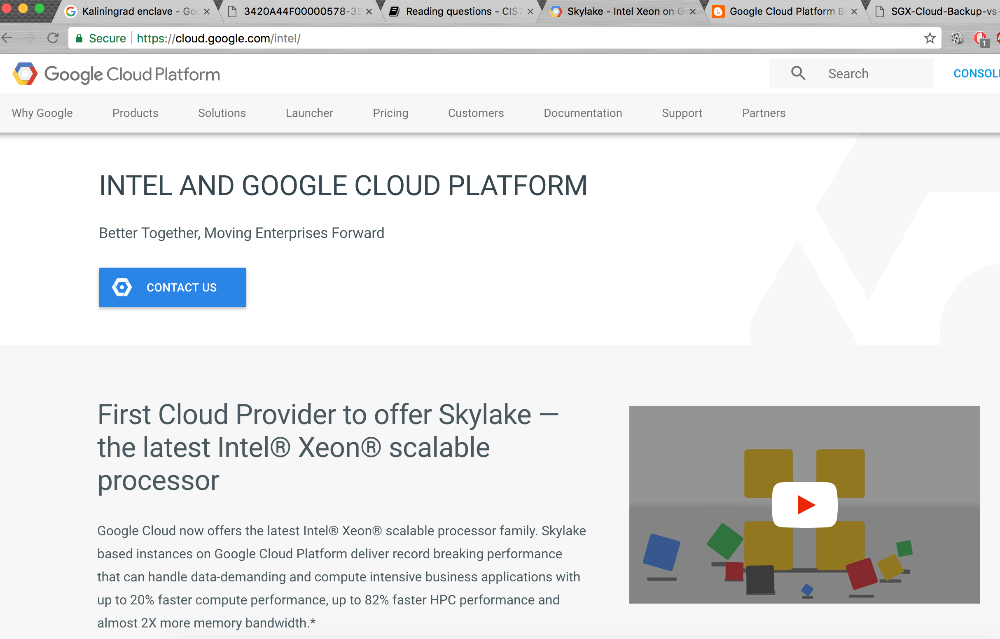 Kaliningrad enclave - Goo
3420A44F00000578-35
Reading questions - CIS7
Skylake - Intel Xeon on G
Google Cloud Platform Bl
SGX-Cloud-Backup-vs-
Secure
https://cloud.google.com/intel/
1
Google Cloud Platform
Search
CONSOL
Why Google
Products
Solutions
Launcher
Pricing
Customers
Documentation
Support
Partners
INTEL AND GOOGLE CLOUD PLATFORM
Better Together, Moving Enterprises Forward
CONTACT US
First Cloud Provider to offer Skylake —
the latest Intel® Xeon® scalable
processor
Google Cloud now offers the latest Intel® Xeon® scalable processor family. Skylake
based instances on Google Cloud Platform deliver record breaking performance
that can handle data-demanding and compute intensive business applications with
up to 20% faster compute performance, up to 82% faster HPC performance and
almost 2X more memory bandwidth.*